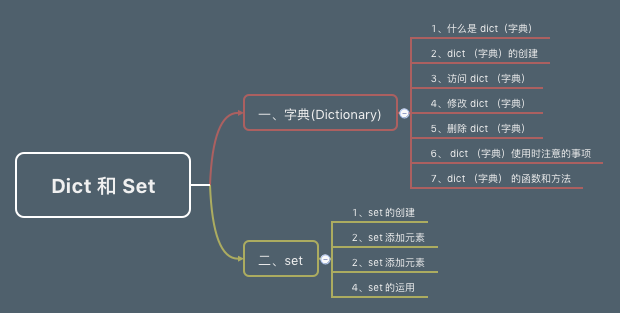 Dict 和 Set
一、字典(Dictionary)
1、什么是 dict（字典）
2、dict （字典）的创建
3、访问 dict （字典）
4、修改 dict （字典）
5、删除 dict （字典）
6、 dict （字典）使用时注意的事项
7、dict （字典） 的函数和方法
二、set
1、set 的创建
2、set 添加元素
2、set 添加元素
4、set 的运用